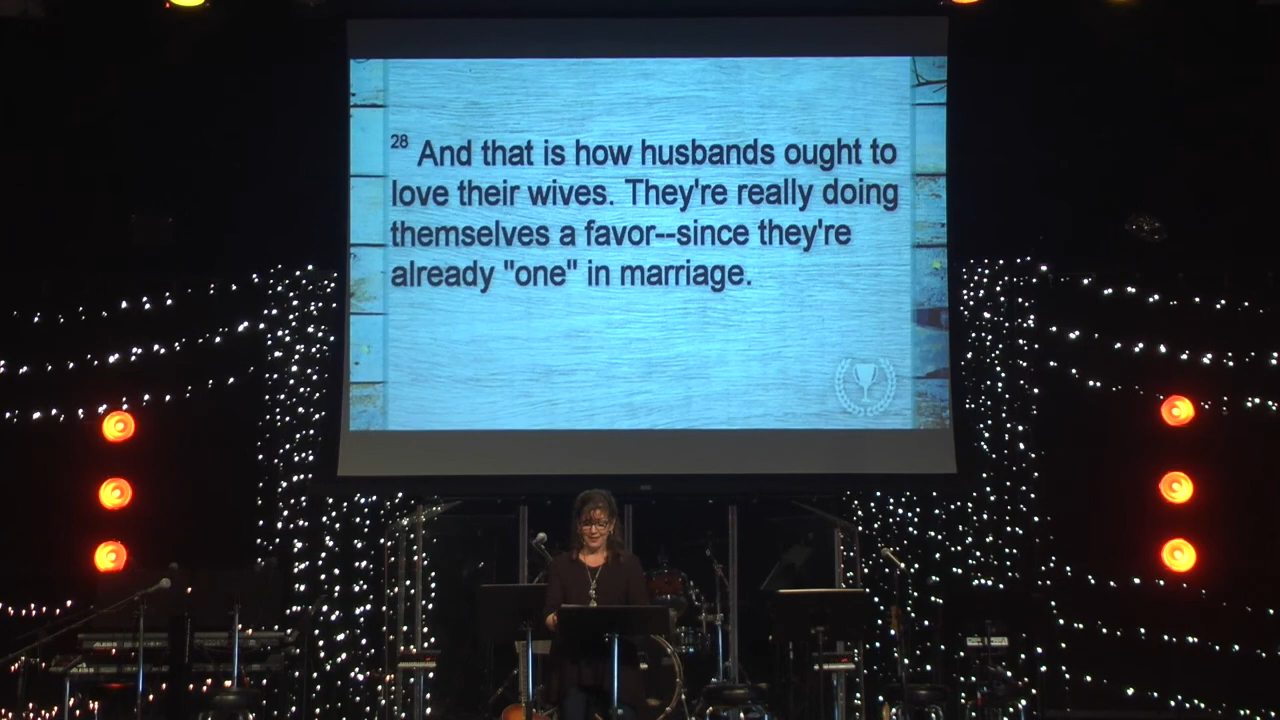 28 And that is how husbands ought to
love their wives. They're really doing
themselves a favor--since they're
already "one" in marriage.